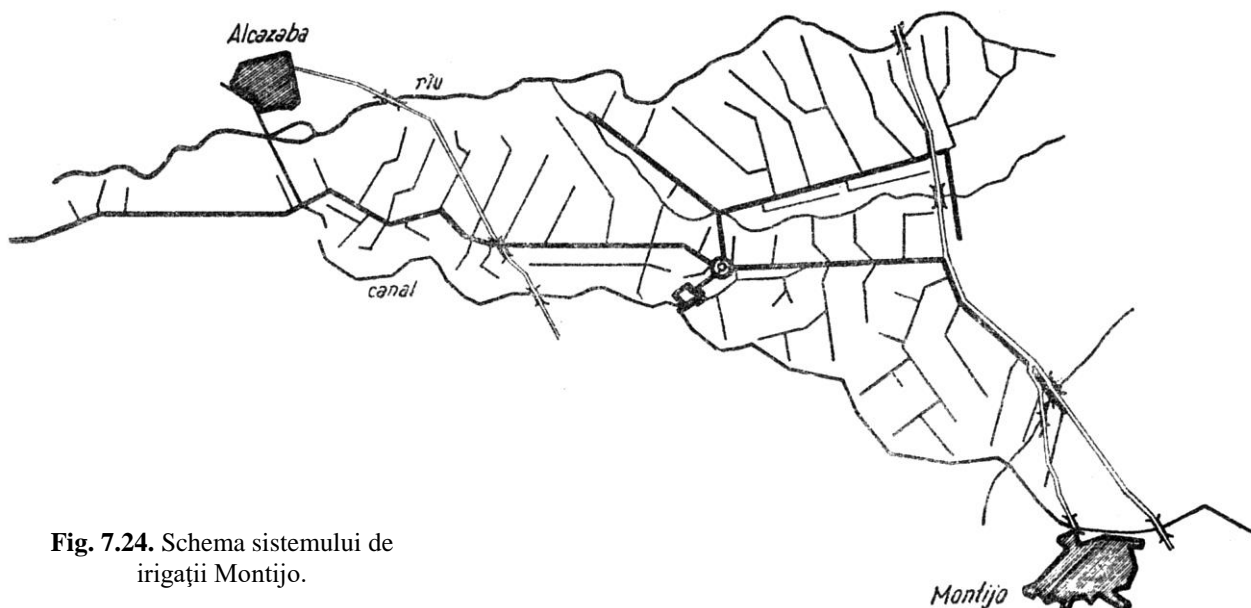 Alcazaba
rîu
canal
Fig. 7.24. Schema sistemului de
irigaţii Montijo.
Montijo